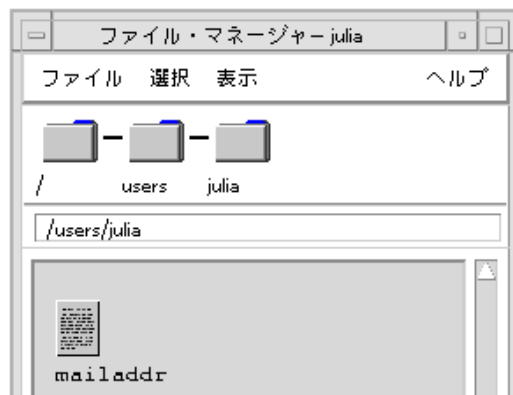 ファイル・マネージャ – julia
ファイル 選択 表示 ヘルプ
/ users julia
/users/julia
mailaddr